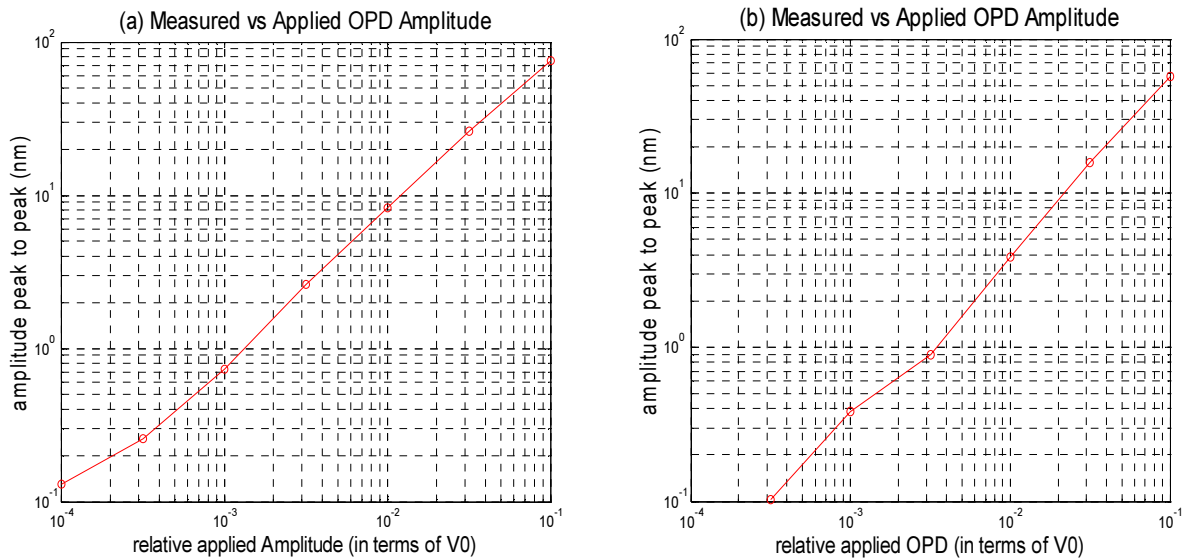 (a) Measured vs Applied OPD Amplitude
amplitude peak to peak (nm)
10^2
10^1
10^0
10^-1
10^-4
10^-3
10^-2
10^-1
relative applied Amplitude (in terms of V0)
(b) Measured vs Applied OPD Amplitude
amplitude peak to peak (nm)
10^2
10^1
10^0
10^-1
10^-4
10^-3
10^-2
10^-1
relative applied OPD (in terms of V0)